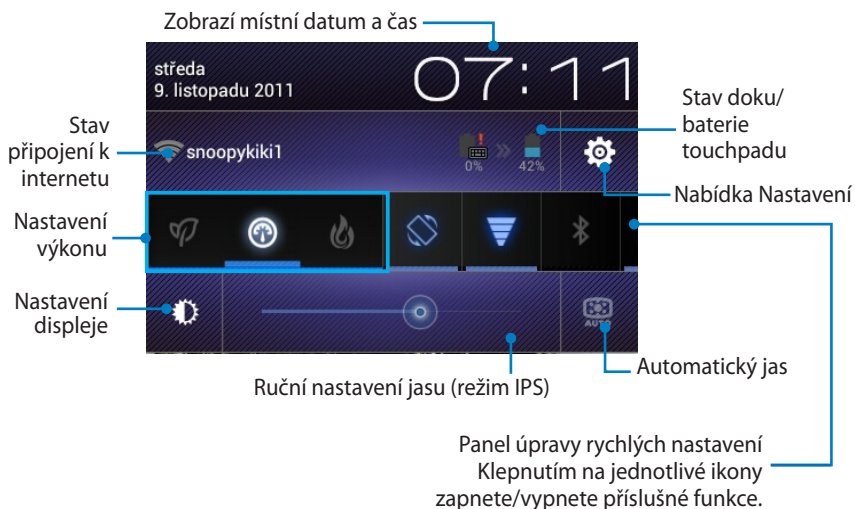 Zobrazí místní datum a čas
středa
9. listopadu 2011
07:11
Stav doku/
baterie
touchpadu
Stav
připojení k
internetu
snoopykiki1
0%
42%
Nabídka Nastavení
Nastavení
výkonu
Nastavení
displeje
AUTO
Automatický jas
Ruční nastavení jasu (režim IPS)
Panel úpravy rychlých nastavení
Klepnutím na jednotlivé ikony
zapnete/vypnete příslušné funkce.